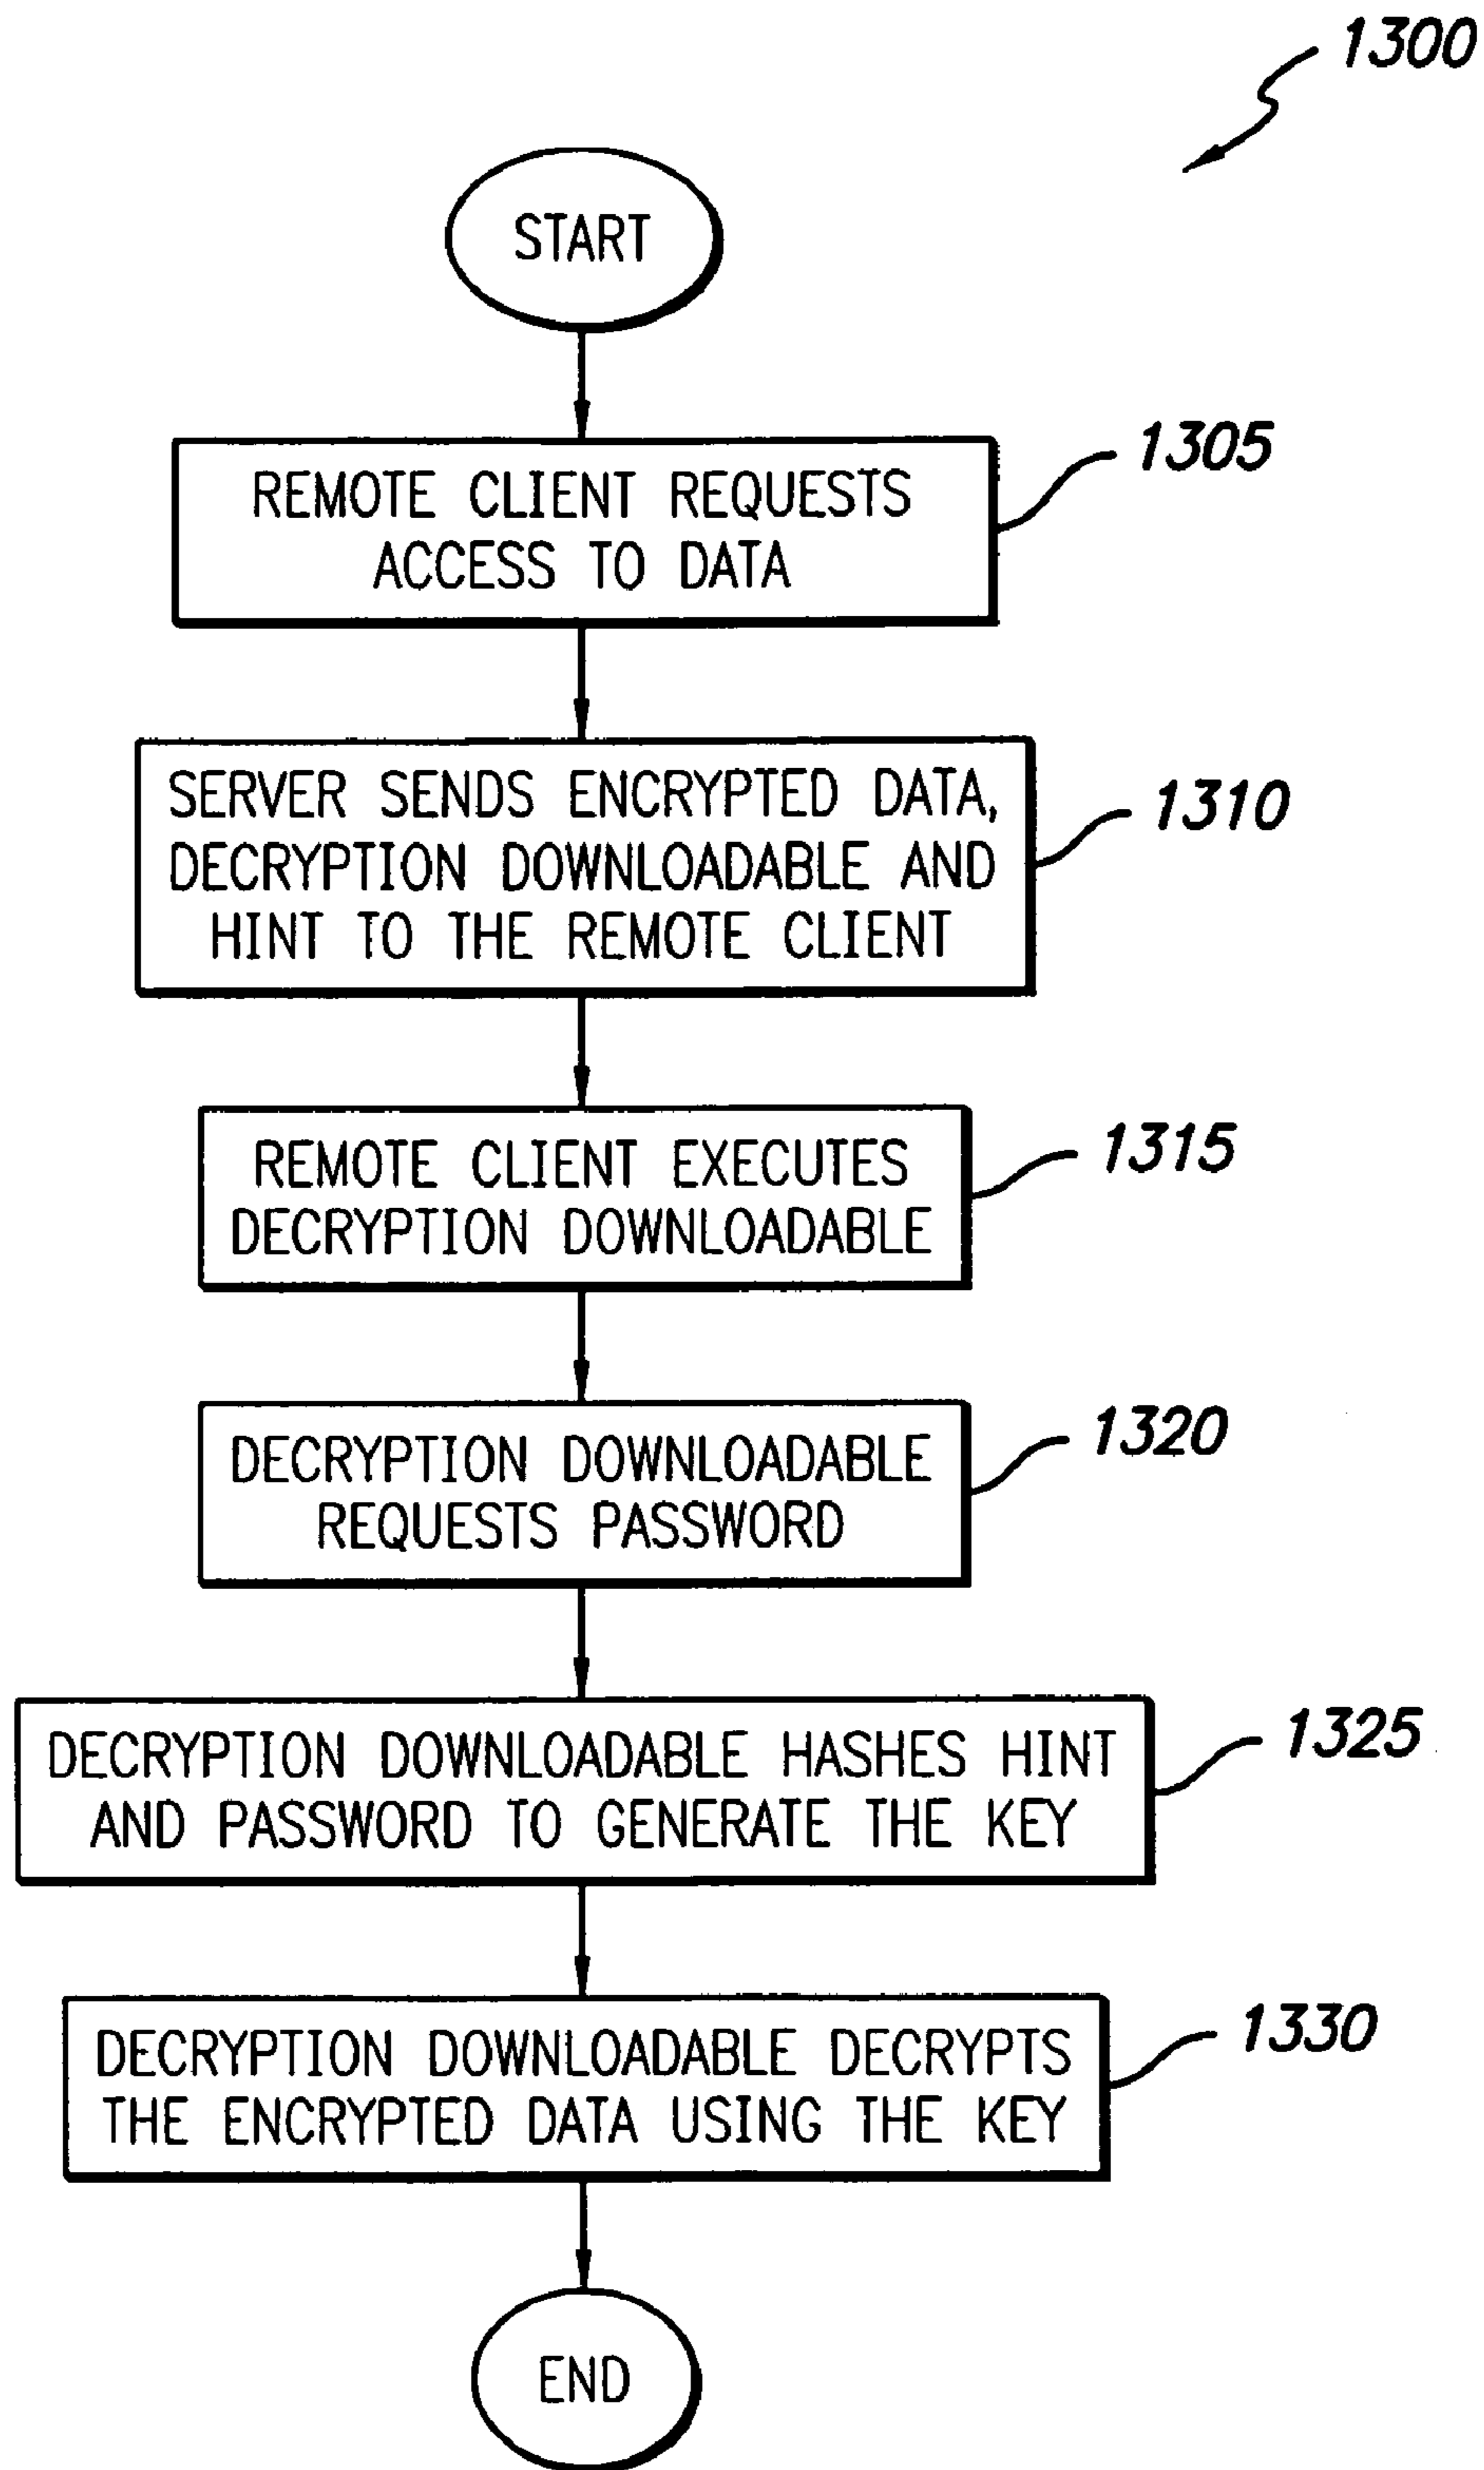 1300
START
REMOTE CLIENT REQUESTS
ACCESS TO DATA
1305
SERVER SENDS ENCRYPTED DATA,
DECRYPTION DOWNLOADABLE AND
HINT TO THE REMOTE CLIENT
1310
REMOTE CLIENT EXECUTES
DECRYPTION DOWNLOADABLE
1315
DECRYPTION DOWNLOADABLE
REQUESTS PASSWORD
1320
DECRYPTION DOWNLOADABLE HASHES HINT
AND PASSWORD TO GENERATE THE KEY
1325
DECRYPTION DOWNLOADABLE DECRYPTS
THE ENCRYPTED DATA USING THE KEY
1330
END